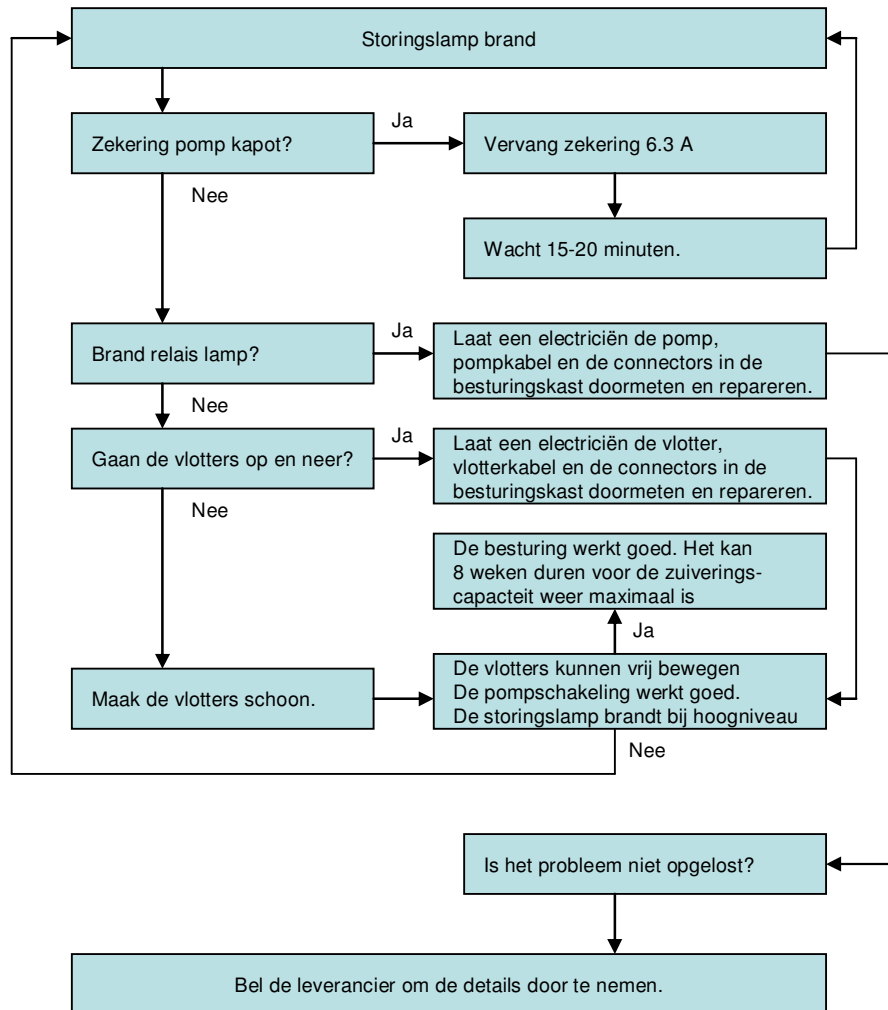 Storingslamp brand
Zekering pomp kapot?
Ja
Vervang zekering 6.3 A
Nee
Wacht 15-20 minuten.
Brand relais lamp?
Ja
Laat een electriciën de pomp,
pompkabel en de connectors in de
besturingskast doormeten en repareren.
Nee
Gaan de vlotters op en neer?
Ja
Laat een electriciën de vlotter,
vlotterkabel en de connectors in de
besturingskast doormeten en repareren.
Nee
De besturing werkt goed. Het kan
8 weken duren voor de zuiverings-
capacteit weer maximaal is
Ja
Maak de vlotters schoon.
De vlotters kunnen vrij bewegen
De pompschakeling werkt goed.
De storingslamp brandt bij hoogniveau
Nee
Is het probleem niet opgelost?
Bel de leverancier om de details door te nemen.